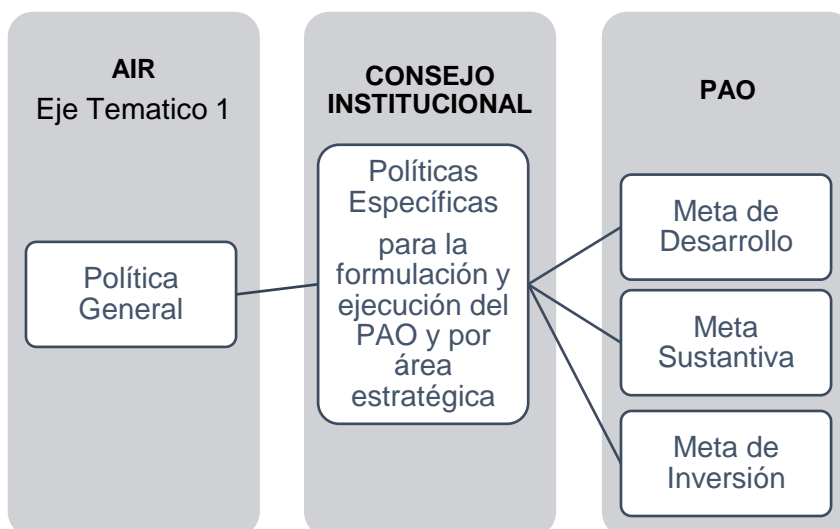 AIR
Eje Tematico 1
Política
General
CONSEJO
INSTITUCIONAL
Políticas
Específicas
para la
formulación y
ejecución del
PAO y por
área
estratégica
PAO
Meta de
Desarrollo
Meta
Sustantiva
Meta de
Inversión